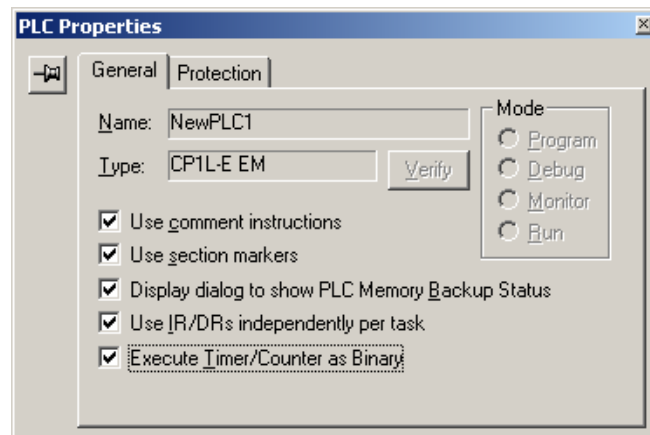 PLC Properties
General Protection
Name: NewPLC1
Type: CP1L-E EM Verify
Mode
Program
Debug
Monitor
Run
Use comment instructions
Use section markers
Display dialog to show PLC Memory Backup Status
Use IR/DRs independently per task
Execute Timer/Counter as Binary